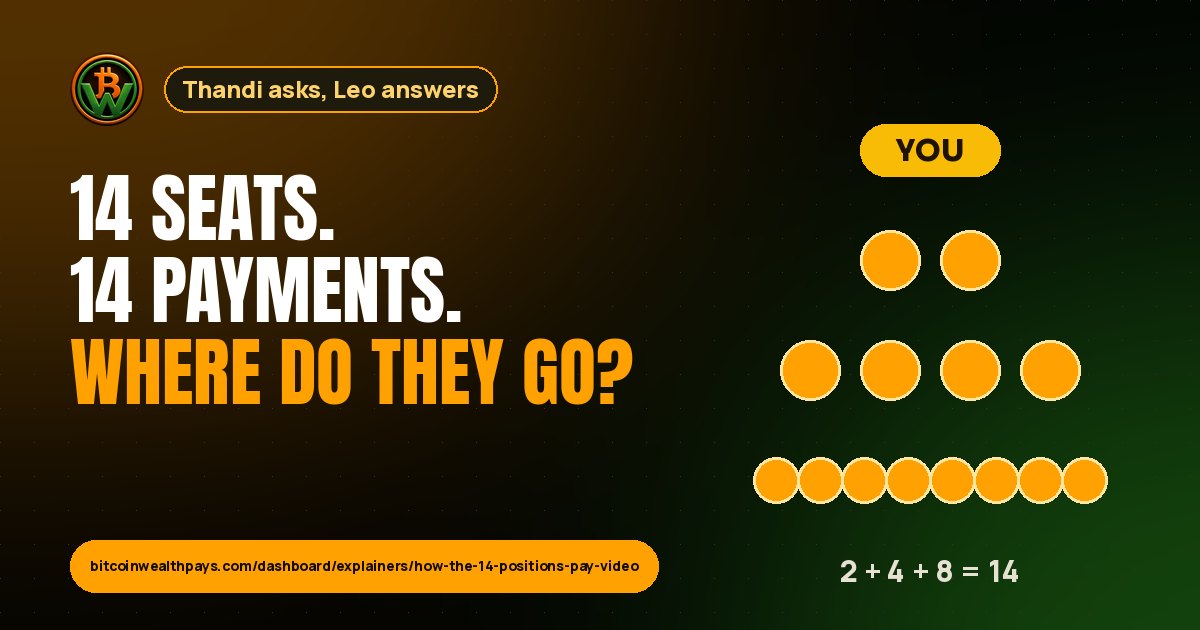 Thandi asks, Leo answers
14 SEATS.
14 PAYMENTS.
WHERE DO THEY GO?
bitcoinwealthpays.com/dashboard/explainers/how-the-14-positions-pay-video
YOU
2 + 4 + 8 = 14